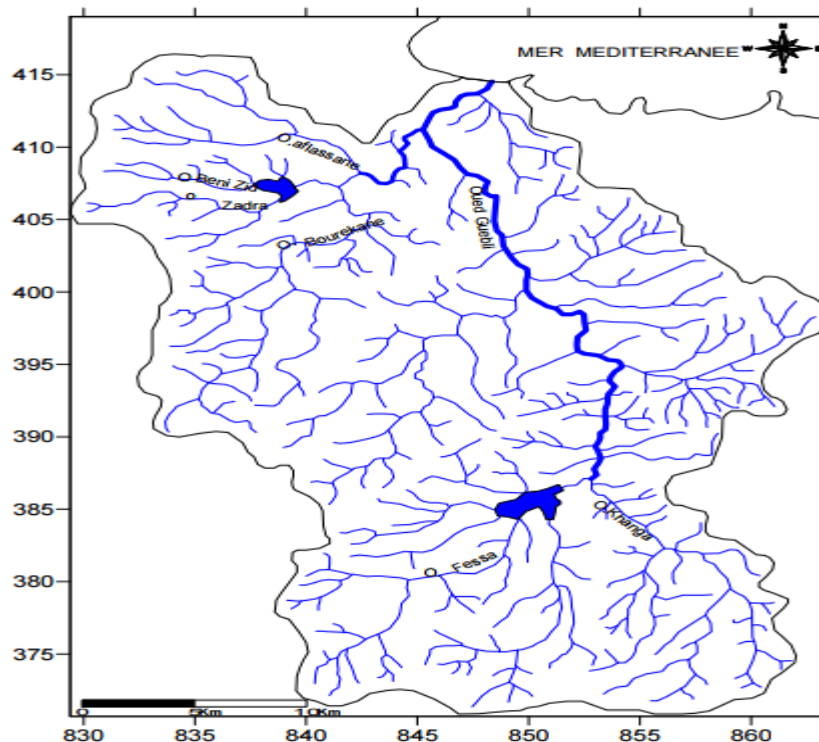 MER MEDITERRANEE
N
W
S
415
410
405
400
395
390
385
380
375
O.aflassane
O Beni Zid
Zadra
O. Bourekane
Oued Guebli
O.Khanga
O Fessa
0 5Km 10Km
830 835 840 845 850 855 860